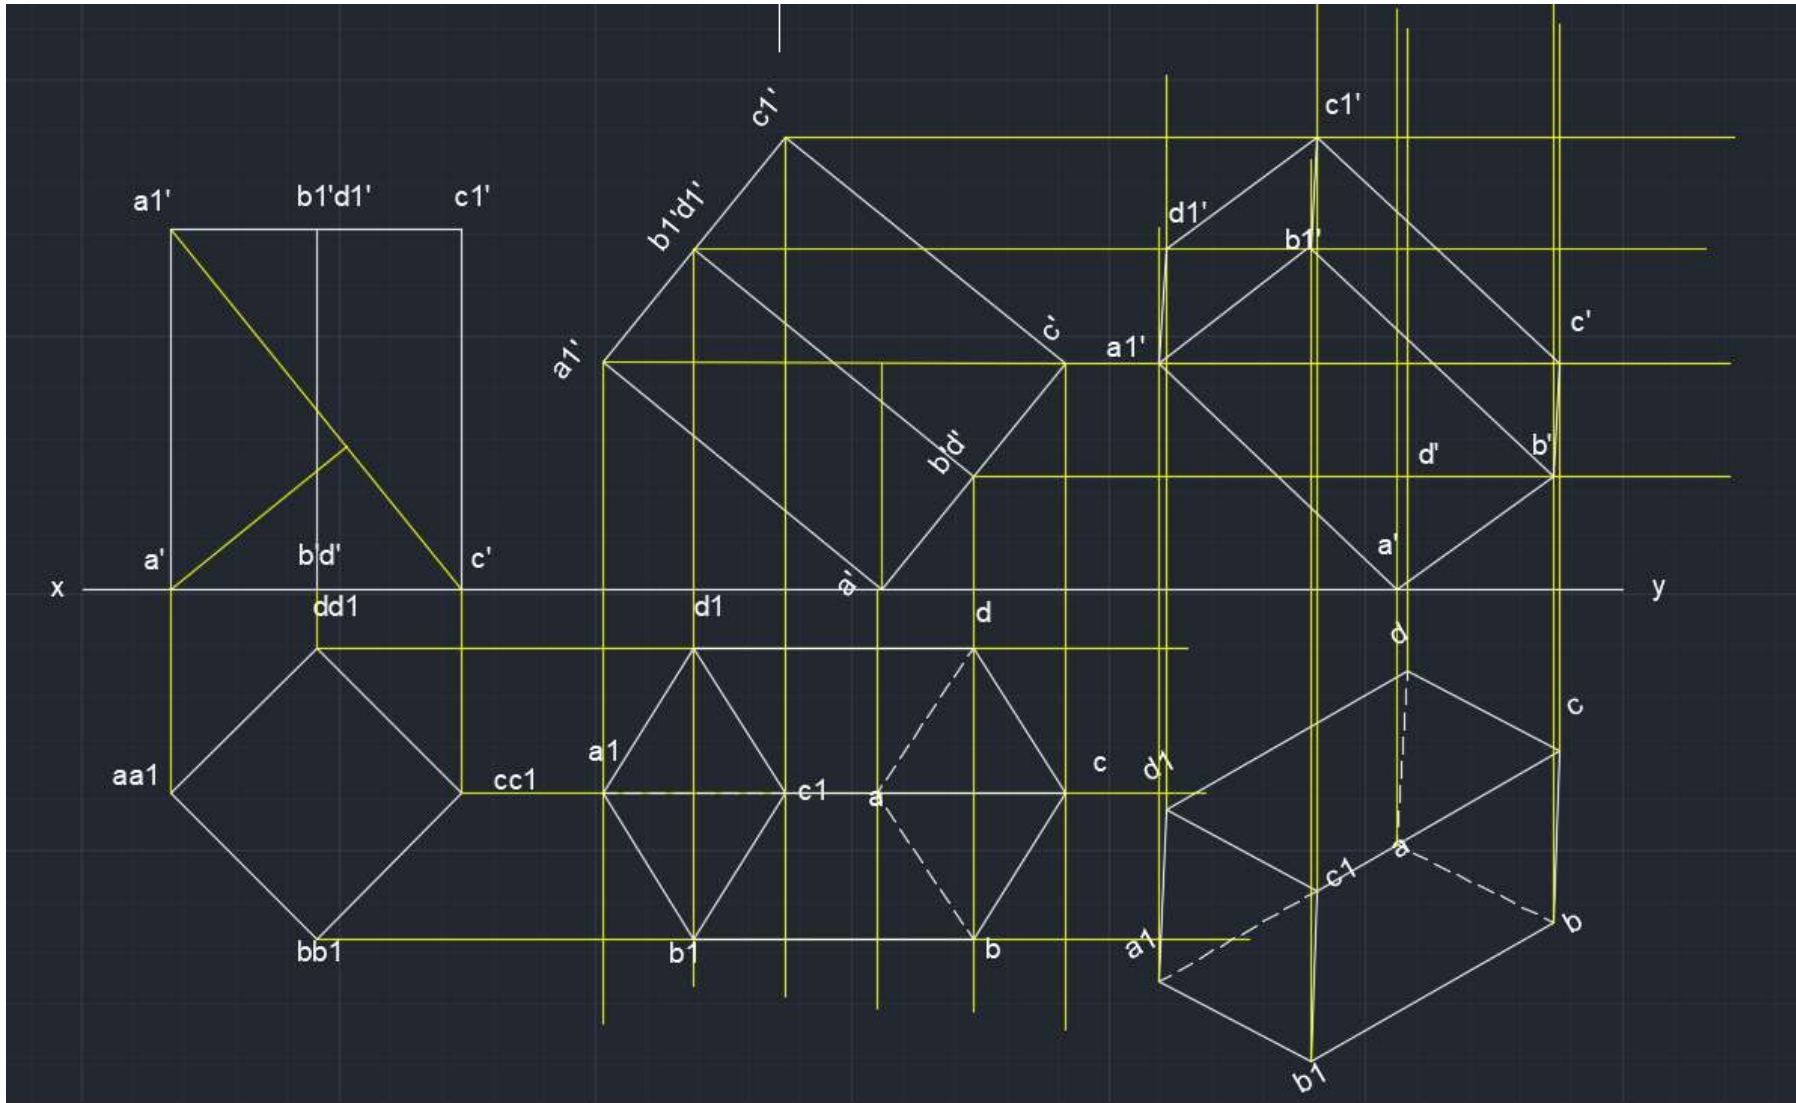 c1'
c1'
a1'
b1'd1'
c1'
b1'd1'
d1'
b1'
a1'
c'
a1'
c'
b'd'
d'
b'
a'
b'd'
c'
a'
a'
x
y
dd1
d1
d
d
c
a1
c
d1
aa1
cc1
c1
a
a
c1
bb1
b1
b
a1
b
b1